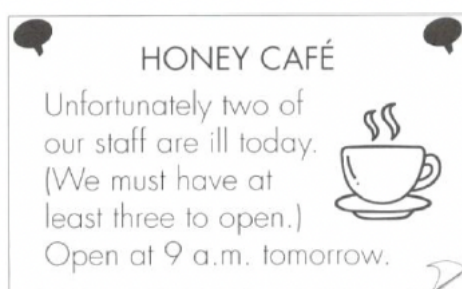 HONEY CAFÉ
Unfortunately two of
our staff are ill today.
(We must have at
least three to open.)
Open at 9 a.m. tomorrow.